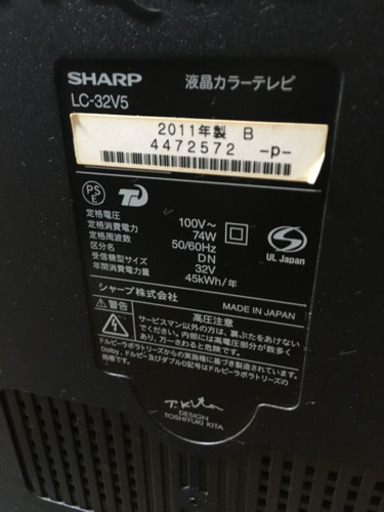 SHARP 液晶カラーテレビ
LC-32V5
2011年製 B
4472572 -p-
PS
E
定格電圧 100V~
定格消費電力 74W
定格周波数 50/60Hz
区分名 DN
受信機型サイズ 32V
年間消費電力量 45kWh/年
S
UL Japan
シャープ株式会社 MADE IN JAPAN
⚠警告
高圧注意
サービスマン以外の方は、裏ぶたをあけないで
ください。内部には高電圧部分が数多く
あり、万一さわると危険です。
ドルビーラボラトリーズからの実施権に基づき製造されています。
Dolby、ドルビー及びダブルD記号はドルビーラボラトリーズの
T.Kita
DESIGN
TOSHIYUKI KITA